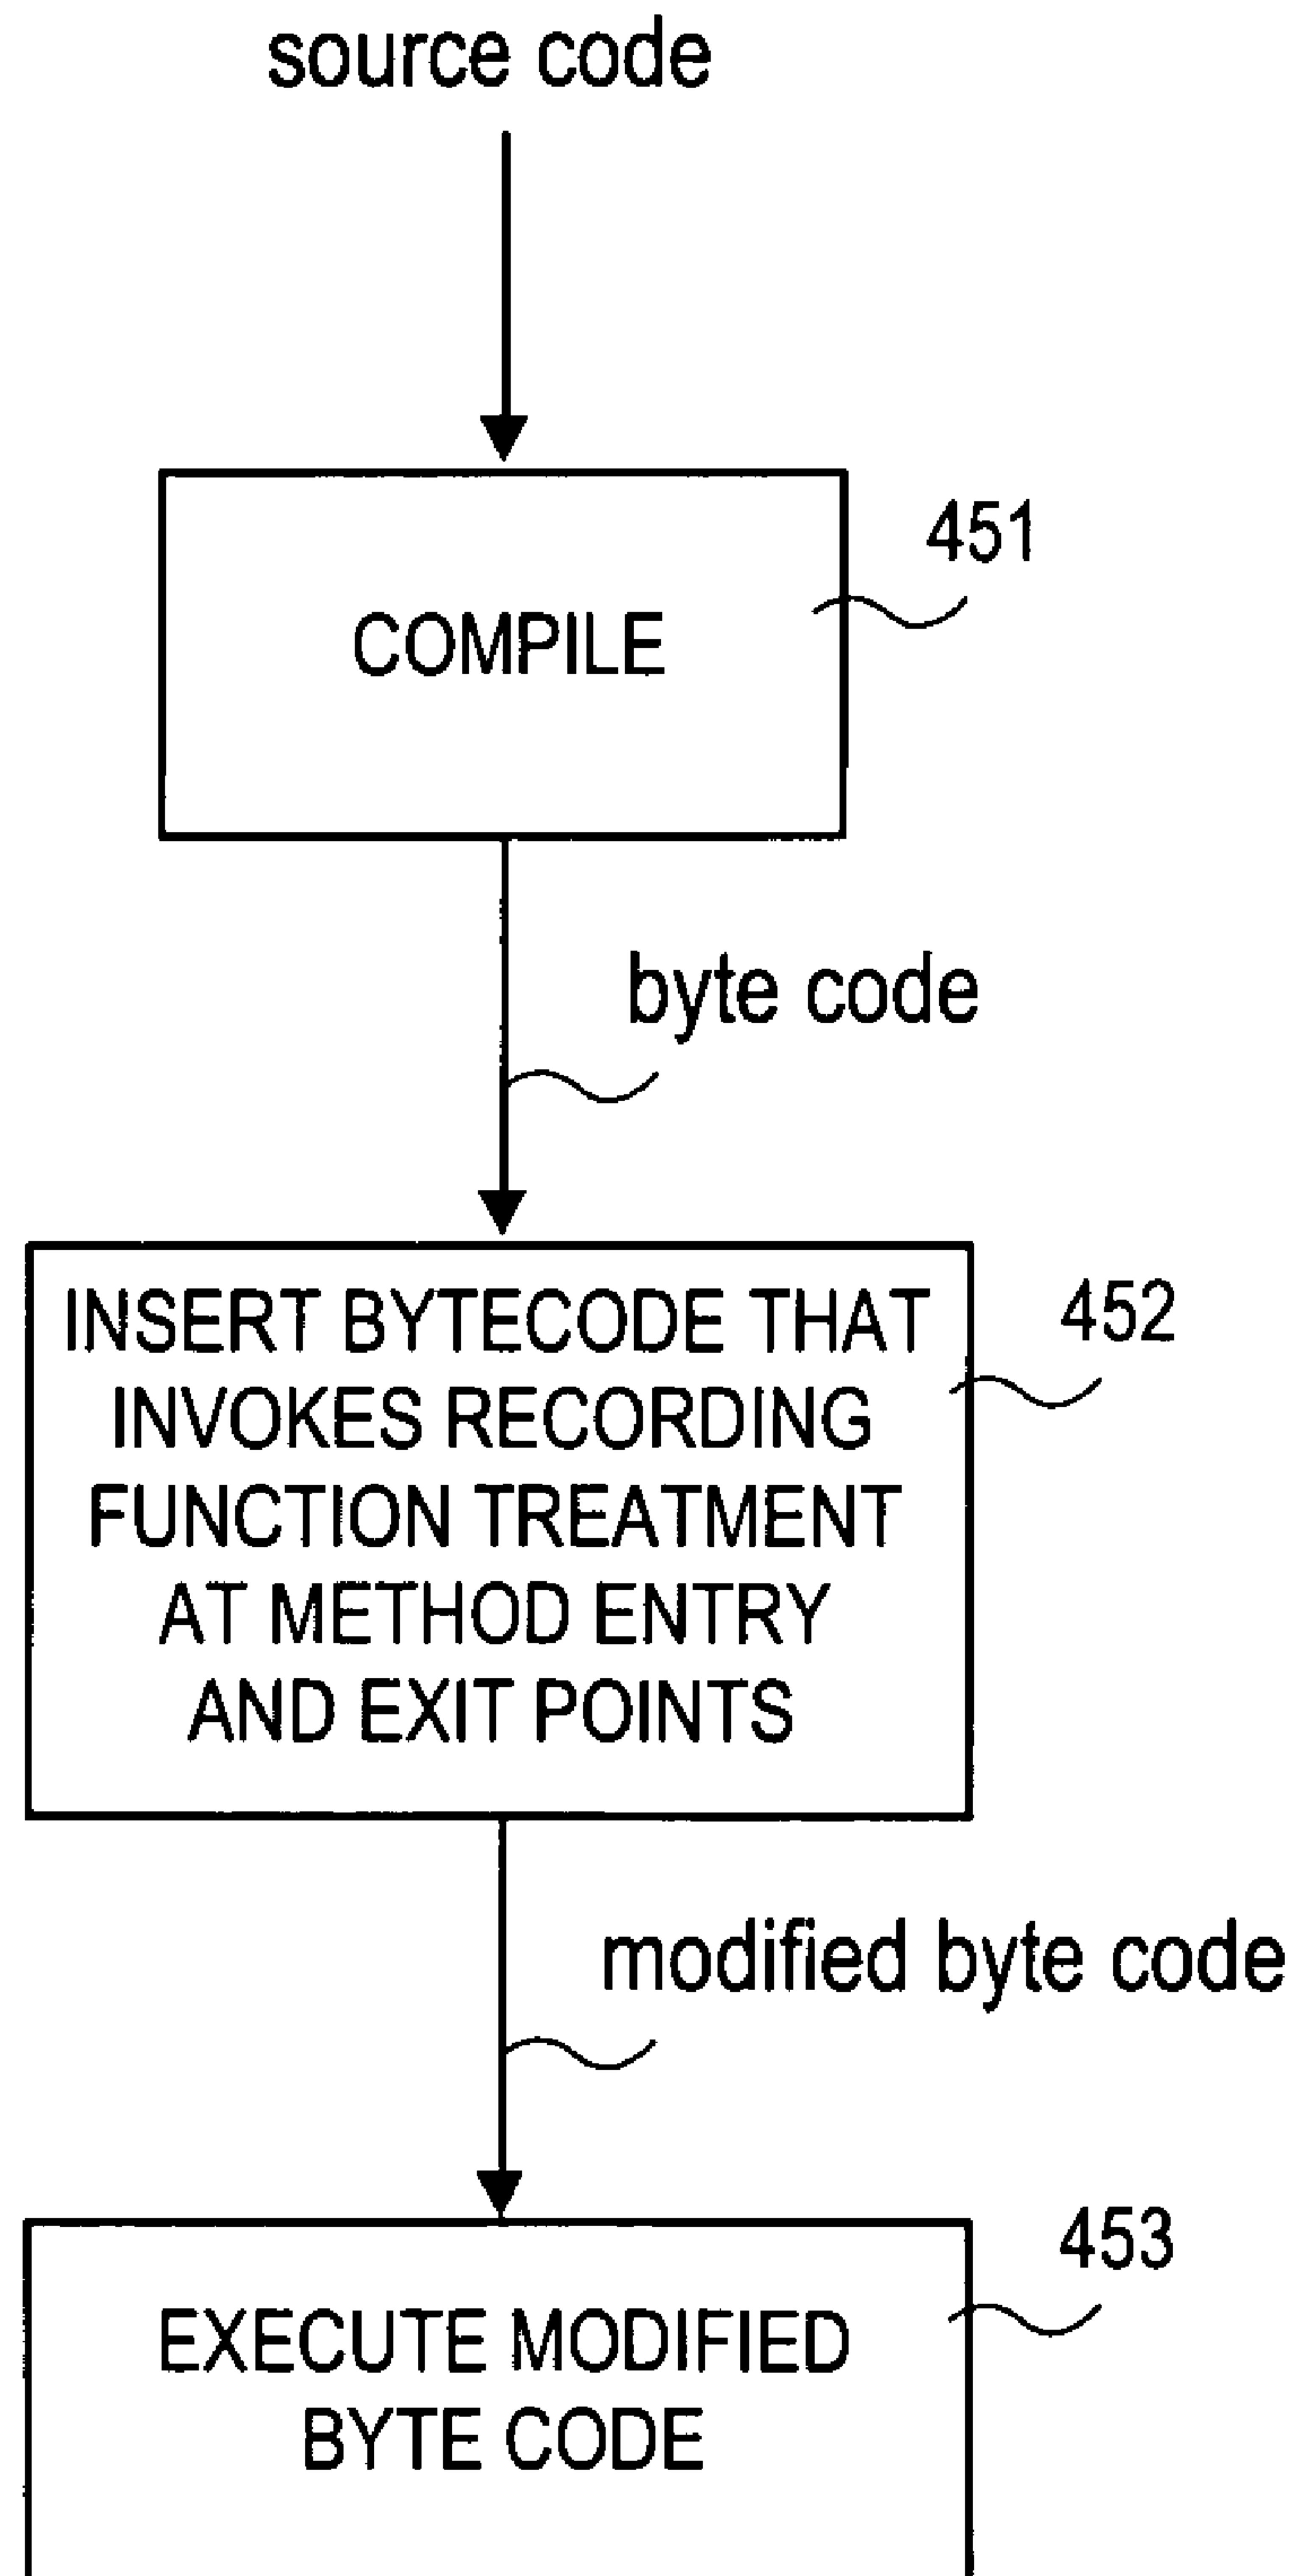 source code
451
COMPILE
byte code
452
INSERT BYTECODE THAT
INVOKES RECORDING
FUNCTION TREATMENT
AT METHOD ENTRY
AND EXIT POINTS
modified byte code
453
EXECUTE MODIFIED
BYTE CODE